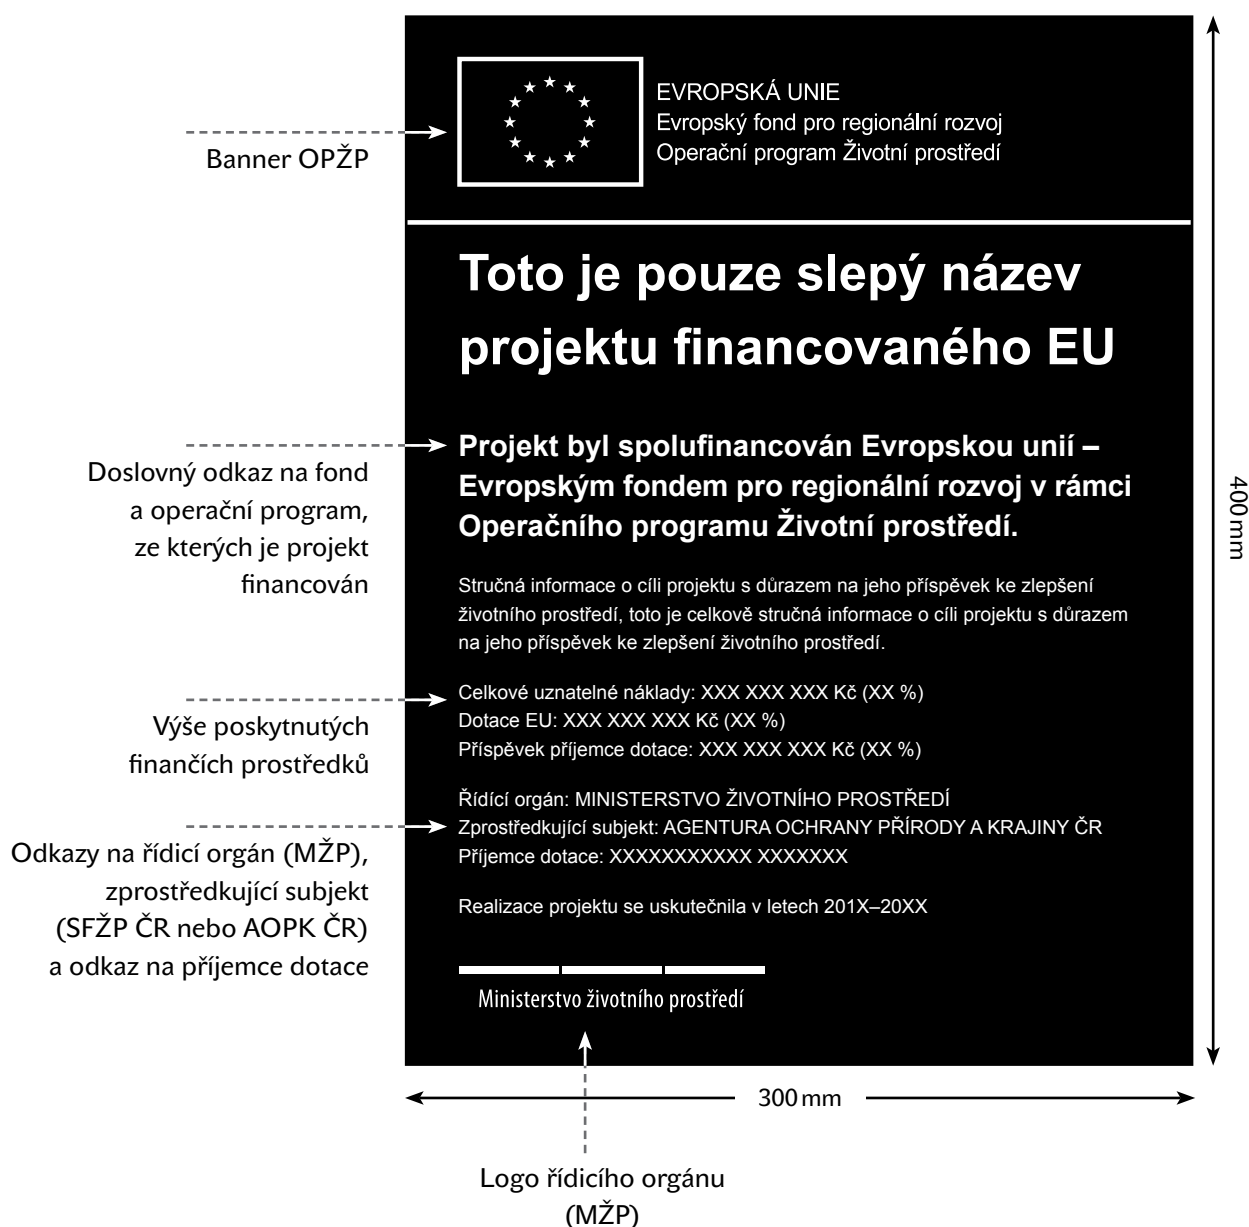 EVROPSKÁ UNIE
Evropský fond pro regionální rozvoj
Operační program Životní prostředí
Banner OPŽP
Toto je pouze slepý název
projektu financovaného EU
Projekt byl spolufinancován Evropskou unií –
Evropským fondem pro regionální rozvoj v rámci
Operačního programu Životní prostředí.
Doslovný odkaz na fond
a operační program,
ze kterých je projekt
financován
400 mm
Stručná informace o cíli projektu s důrazem na jeho příspěvek ke zlepšení
životního prostředí, toto je celkově stručná informace o cíli projektu s důrazem
na jeho příspěvek ke zlepšení životního prostředí.
Celkové uznatelné náklady: XXX XXX XXX Kč (XX %)
Dotace EU: XXX XXX XXX Kč (XX %)
Příspěvek příjemce dotace: XXX XXX XXX Kč (XX %)
Výše poskytnutých
finančích prostředků
Řídící orgán: MINISTERSTVO ŽIVOTNÍHO PROSTŘEDÍ
Zprostředkující subjekt: AGENTURA OCHRANY PŘÍRODY A KRAJINY ČR
Příjemce dotace: XXXXXXXXXXX XXXXXXX
Odkazy na řídicí orgán (MŽP),
zprostředkující subjekt
(SFŽP ČR nebo AOPK ČR)
a odkaz na příjemce dotace
Realizace projektu se uskutečnila v letech 201X–20XX
Ministerstvo životního prostředí
300 mm
Logo řídicího orgánu
(MŽP)